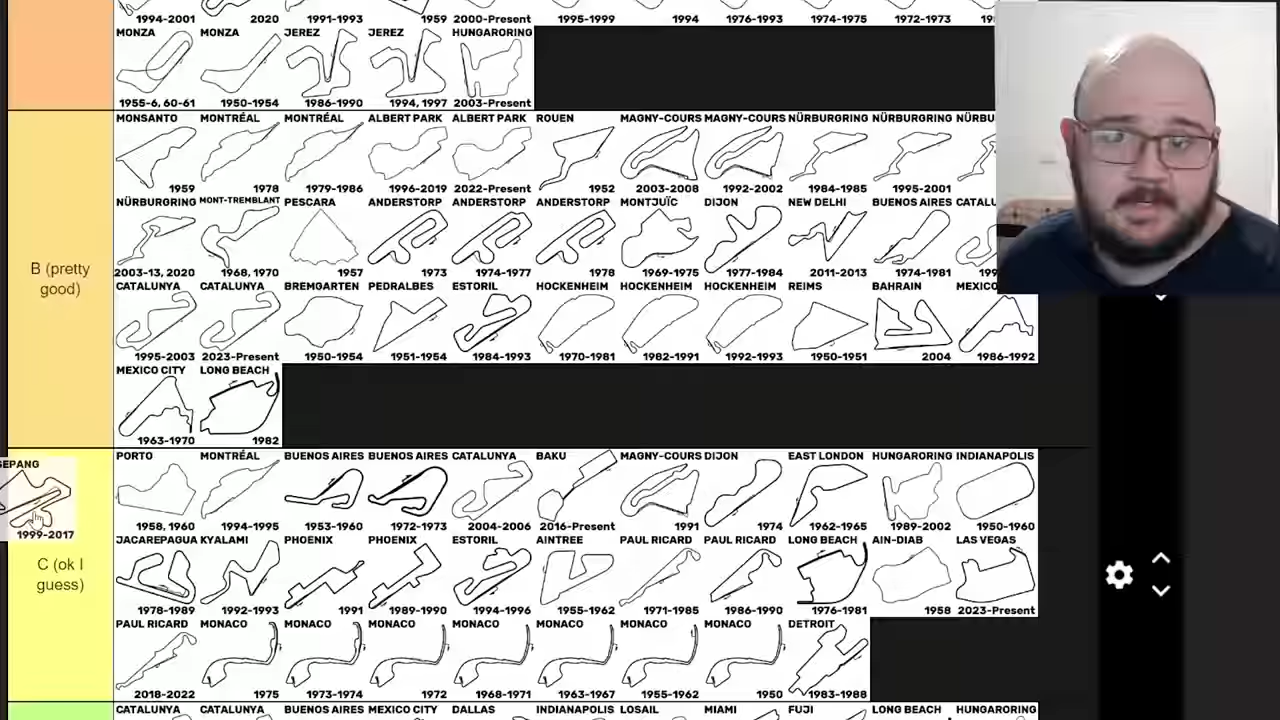 1994-2001 2020 1991-1993 1959 2000-Present 1995-1999 1994 1976-1993 1974-1975 1972-1973
MONZA MONZA JEREZ JEREZ HUNGARORING
1955-6, 60-61 1950-1954 1986-1990 1994, 1997 2003-Present
B (pretty good)
MONSANTO MONTRÉAL MONTRÉAL ALBERT PARK ALBERT PARK ROUEN MAGNY-COURS MAGNY-COURS NÜRBURGRING NÜRBURGRING NÜRBU
1959 1978 1979-1986 1996-2019 2022-Present 1952 2003-2008 1992-2002 1984-1985 1995-2001
NÜRBURGRING MONT-TREMBLANT PESCARA ANDERSTORP ANDERSTORP ANDERSTORP MONTJUÏC DIJON NEW DELHI BUENOS AIRES CATALU
2003-13, 2020 1968, 1970 1957 1973 1974-1977 1978 1969-1975 1977-1984 2011-2013 1974-1981 199
CATALUNYA CATALUNYA BREMGARTEN PEDRALBES ESTORIL HOCKENHEIM HOCKENHEIM HOCKENHEIM REIMS BAHRAIN MEXICO
1995-2003 2023-Present 1950-1954 1951-1954 1984-1993 1970-1981 1982-1991 1992-1993 1950-1951 2004 1986-1992
MEXICO CITY LONG BEACH
1963-1970 1982
SEPANG
1999-2017
C (ok I guess)
PORTO MONTRÉAL BUENOS AIRES BUENOS AIRES CATALUNYA BAKU MAGNY-COURS DIJON EAST LONDON HUNGARORING INDIANAPOLIS
1958, 1960 1994-1995 1953-1960 1972-1973 2004-2006 2016-Present 1991 1974 1962-1965 1989-2002 1950-1960
JACAREPAGUA KYALAMI PHOENIX PHOENIX ESTORIL AINTREE PAUL RICARD PAUL RICARD LONG BEACH AIN-DIAB LAS VEGAS
1978-1989 1992-1993 1991 1989-1990 1994-1996 1955-1962 1971-1985 1986-1990 1976-1981 1958 2023-Present
PAUL RICARD MONACO MONACO MONACO MONACO MONACO MONACO MONACO DETROIT
2018-2022 1975 1973-1974 1972 1968-1971 1963-1967 1955-1962 1950 1983-1988
CATALUNYA CATALUNYA BUENOS AIRES MEXICO CITY DALLAS INDIANAPOLIS LOSAIL MIAMI FUJI LONG BEACH HUNGARORING